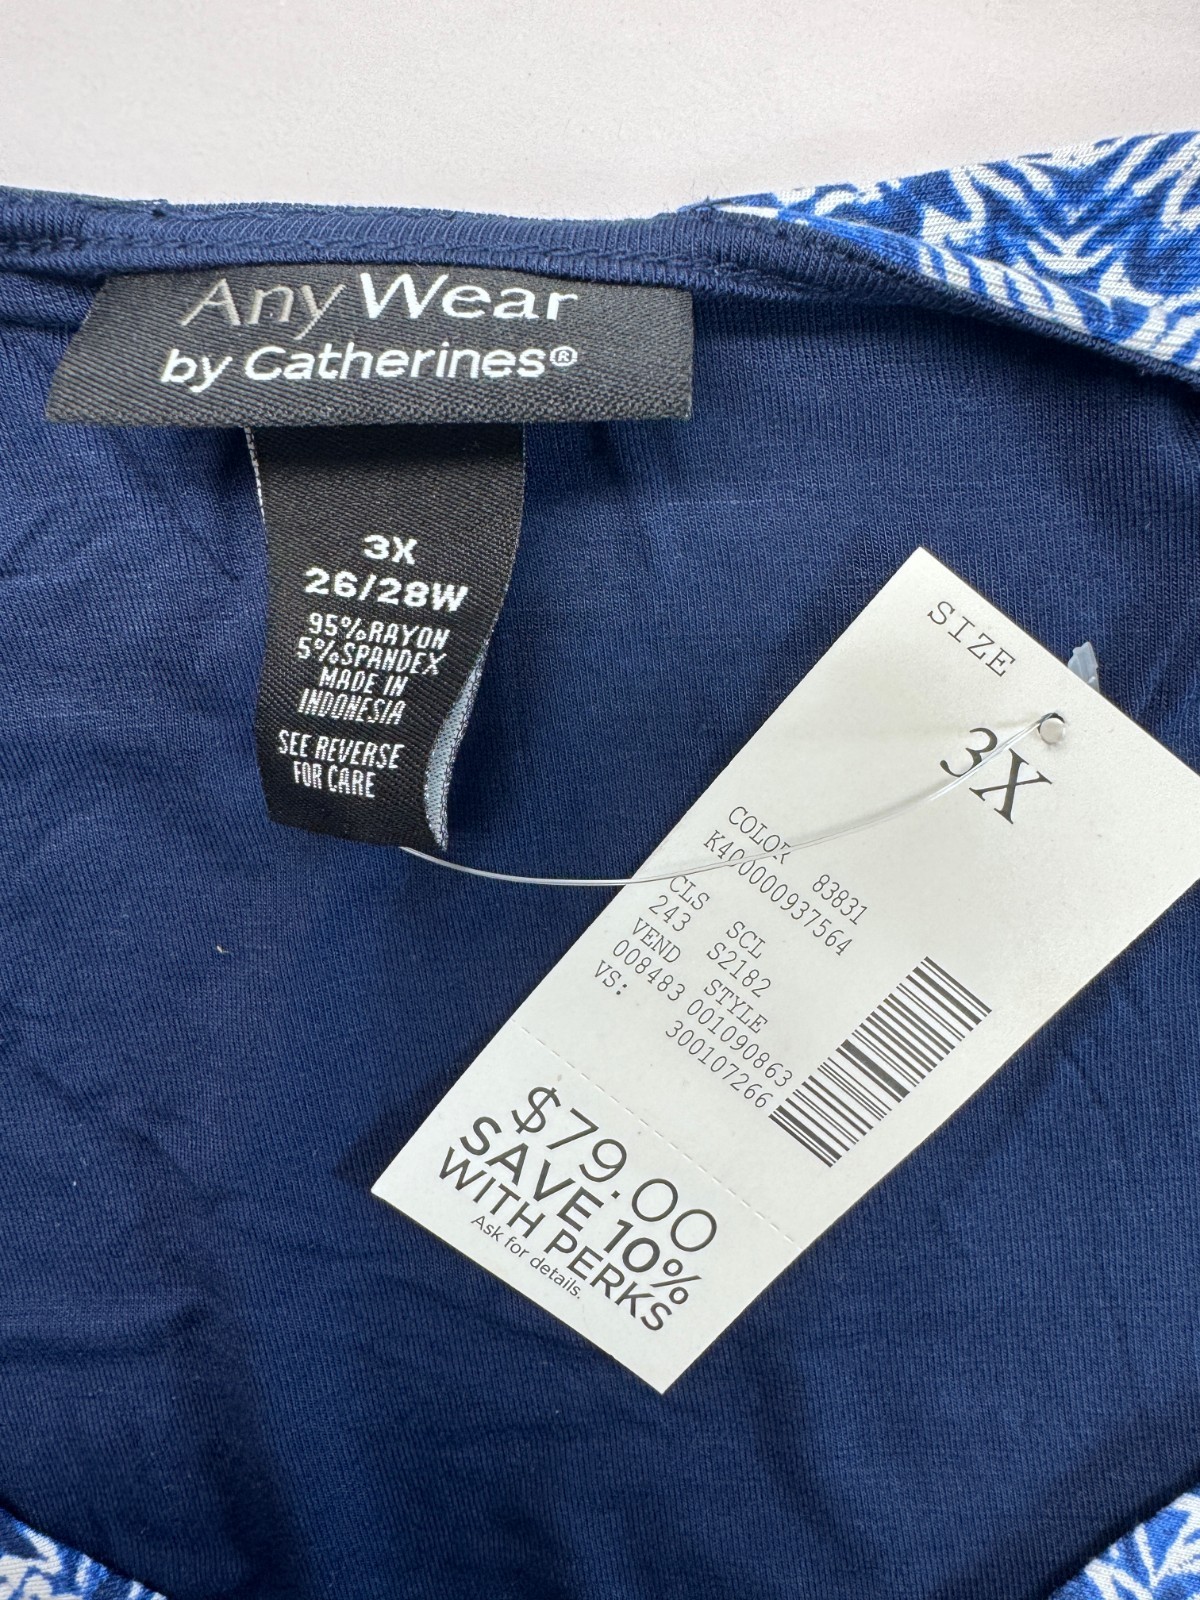 Any Wear
by Catherines®
3X
26/28W
95%RAYON
5%SPANDEX
MADE IN
INDONESIA
SEE REVERSE
FOR CARE
SIZE
3X
COLOR 83831
K400000937564
CLS SCL
243 S2182
VEND STYLE
008483 001090863
VS: 300107266
$79.00
SAVE 10%
WITH PERKS
Ask for details.